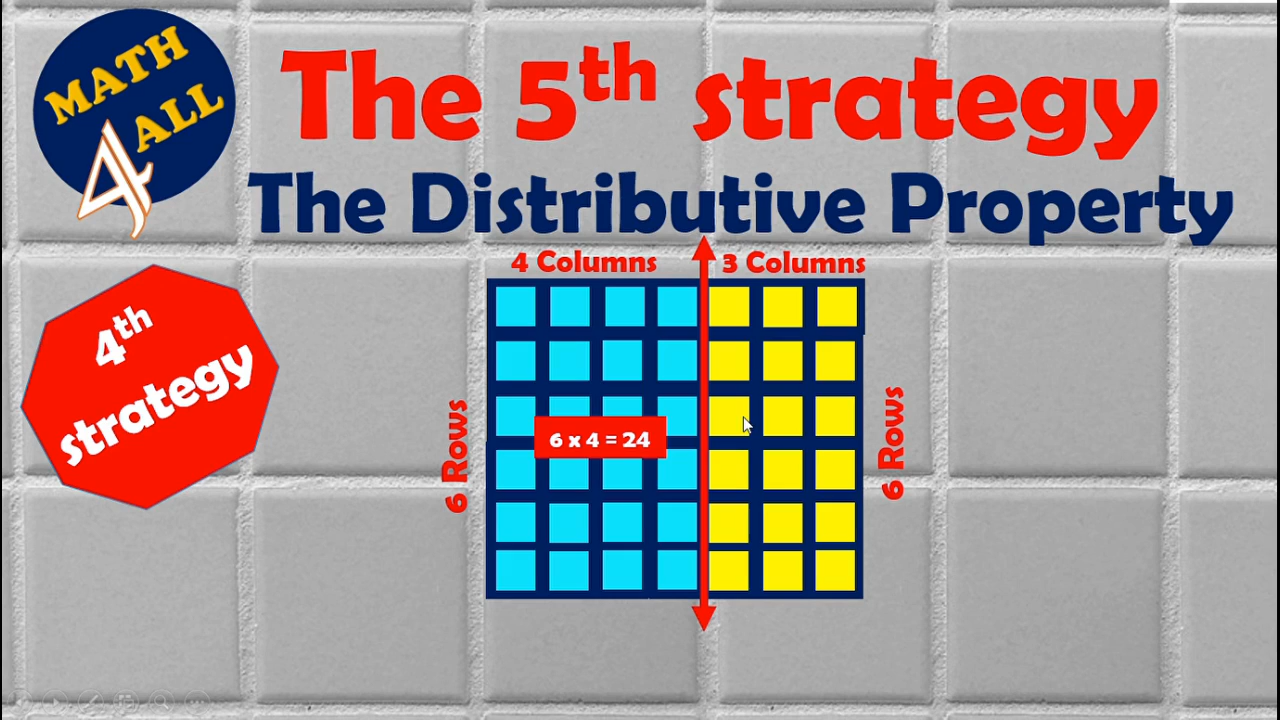 MATH
4 ALL
The 5th strategy
The Distributive Property
4 Columns
3 Columns
4th
strategy
6 Rows
6 x 4 = 24
6 Rows